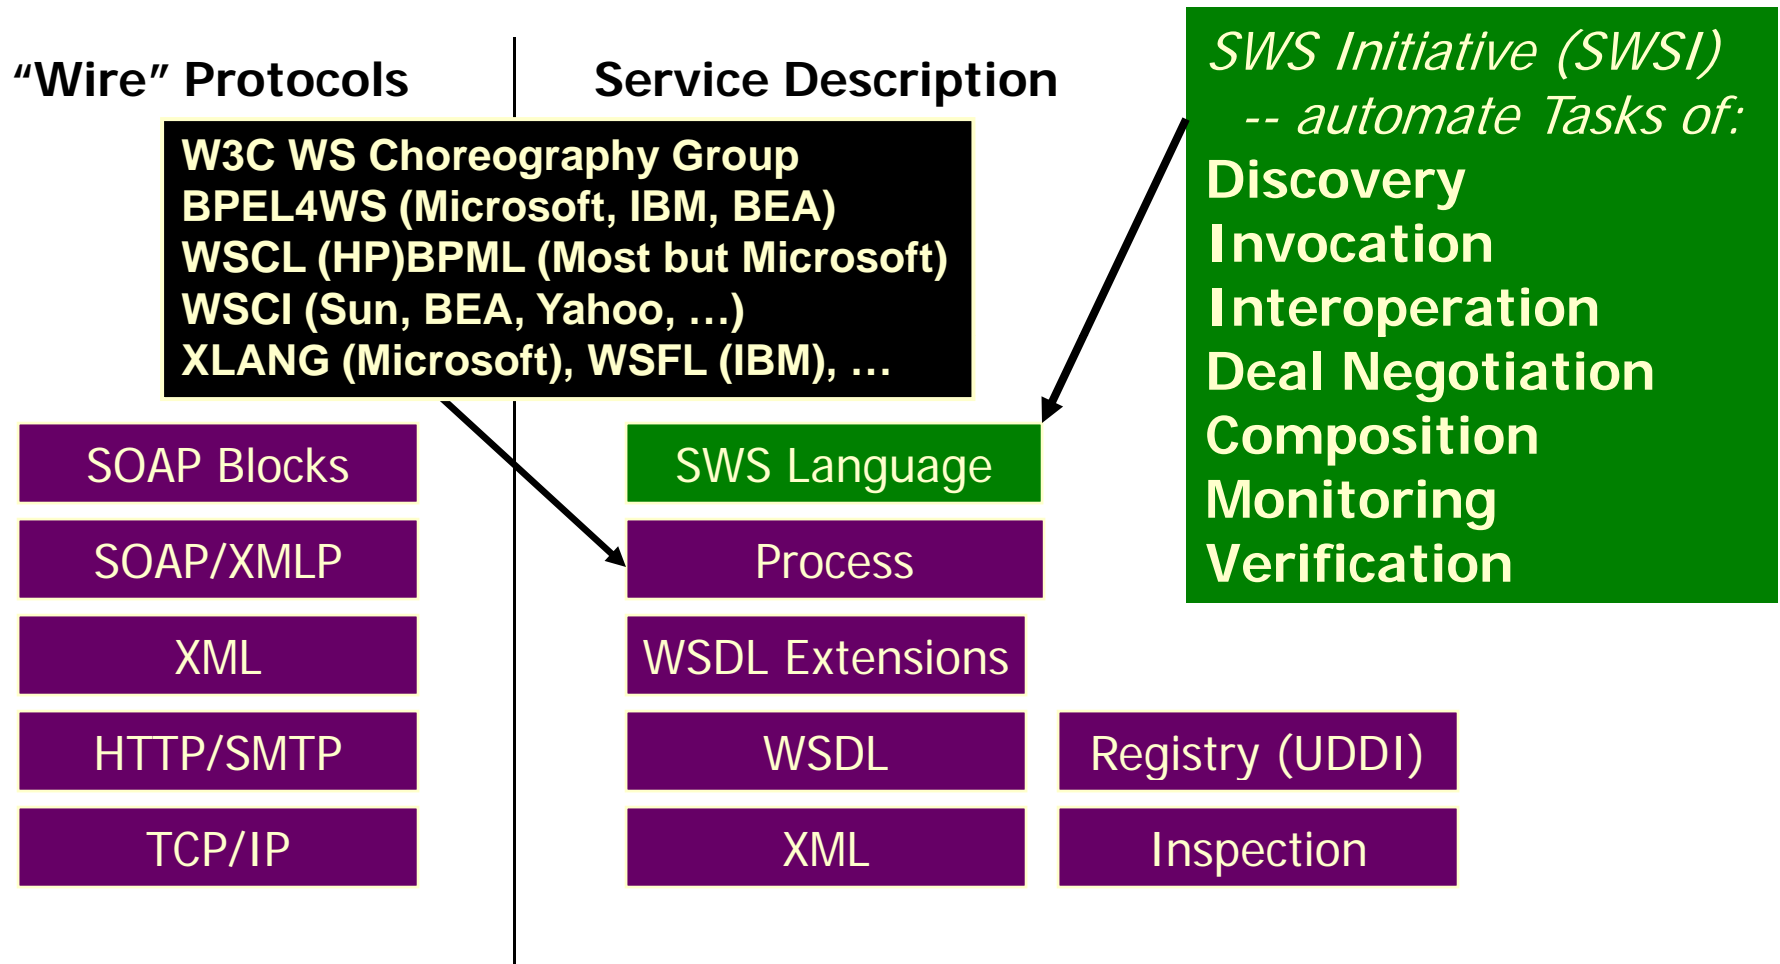 “Wire” Protocols
Service Description
W3C WS Choreography Group
BPEL4WS (Microsoft, IBM, BEA)
WSCL (HP)BPML (Most but Microsoft)
WSCI (Sun, BEA, Yahoo, …)
XLANG (Microsoft), WSFL (IBM), …
SWS Initiative (SWSI)
-- automate Tasks of:
Discovery
Invocation
Interoperation
Deal Negotiation
Composition
Monitoring
Verification
SOAP Blocks
SOAP/XMLP
XML
HTTP/SMTP
TCP/IP
SWS Language
Process
WSDL Extensions
WSDL
XML
Registry (UDDI)
Inspection